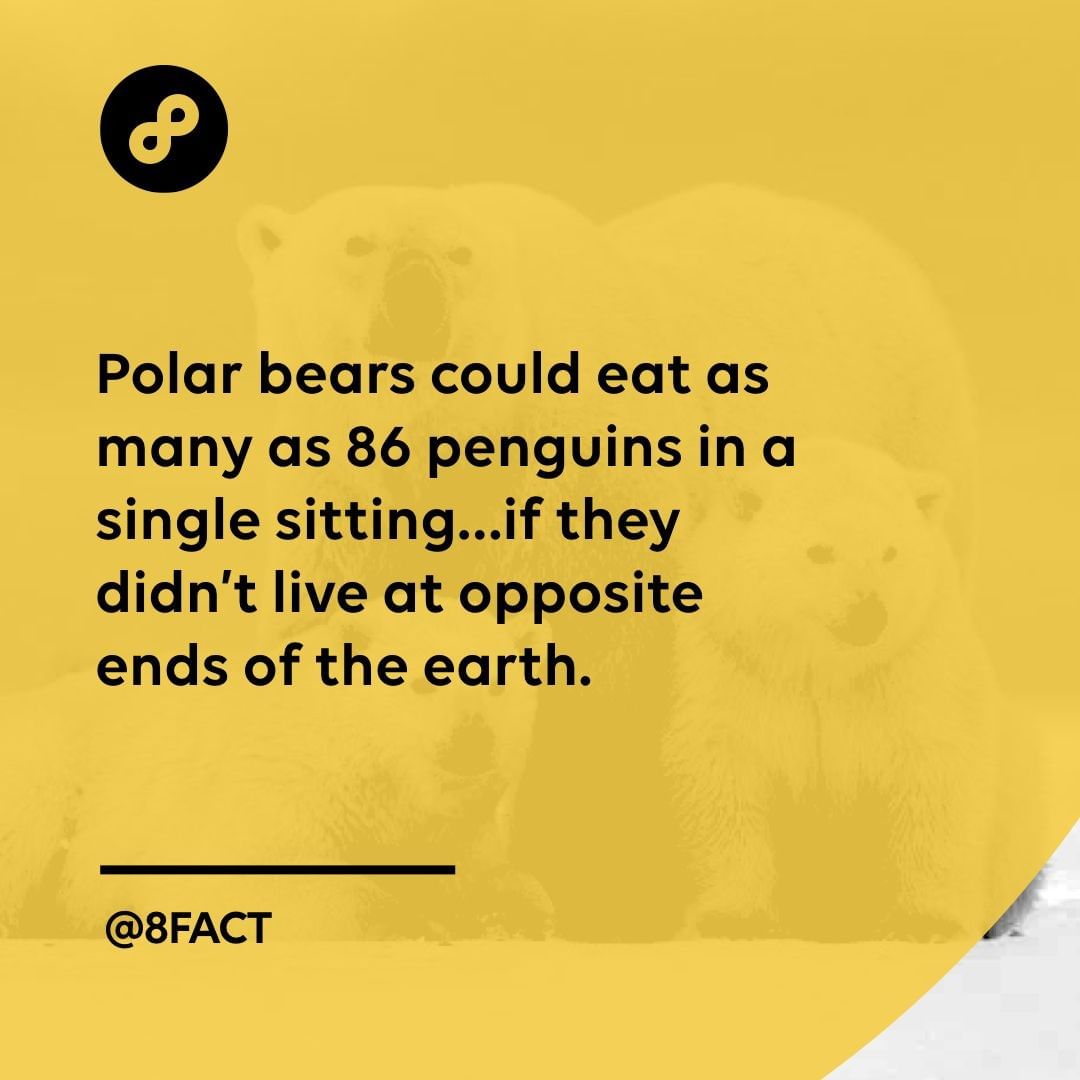 Polar bears could eat as
many as 86 penguins in a
single sitting...if they
didn't live at opposite
ends of the earth.
@8FACT